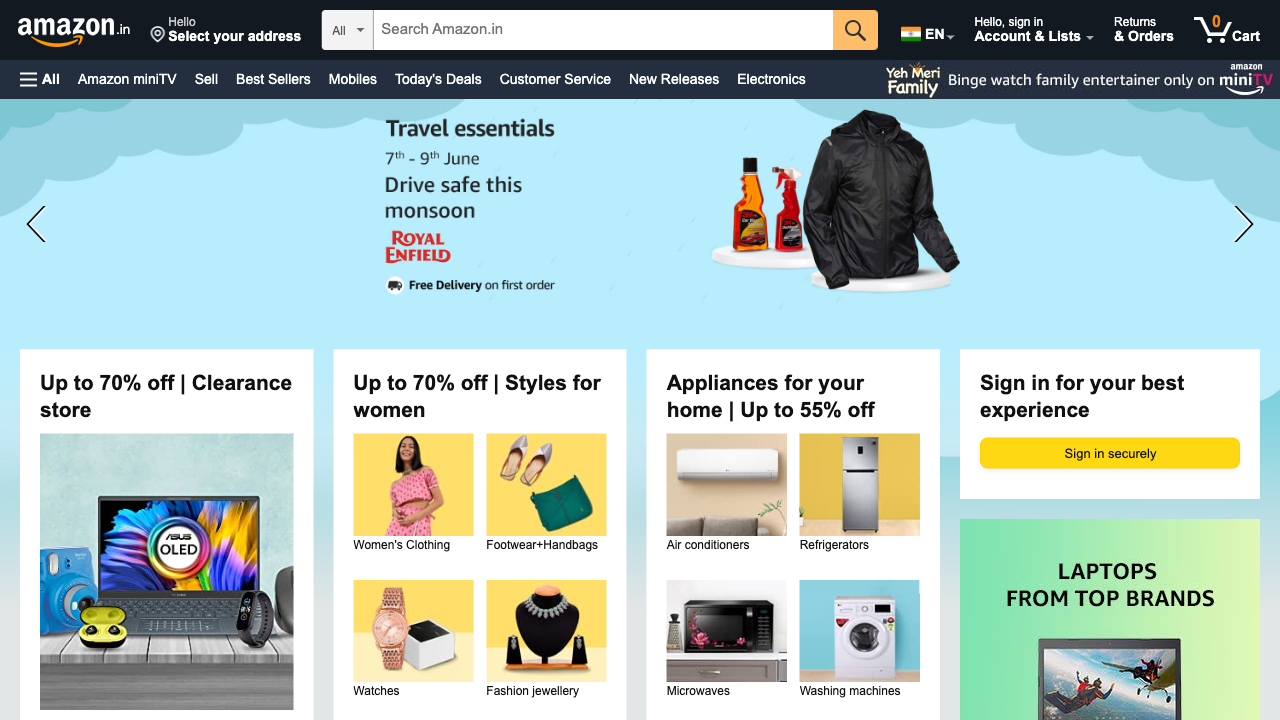 amazon.in
Hello
Select your address
All
Search Amazon.in
EN
Hello, sign in
Account & Lists
Returns
& Orders
0
Cart
All
Amazon miniTV
Sell
Best Sellers
Mobiles
Today's Deals
Customer Service
New Releases
Electronics
Yeh Meri
Family
Binge watch family entertainer only on
amazon
miniTV
Travel essentials
7th - 9th June
Drive safe this
monsoon
ROYAL
ENFIELD
Free Delivery on first order
Up to 70% off | Clearance
store
ASUS
OLED
Up to 70% off | Styles for
women
Women's Clothing
Footwear+Handbags
Watches
Fashion jewellery
Appliances for your
home | Up to 55% off
Air conditioners
Refrigerators
Microwaves
Washing machines
Sign in for your best
experience
Sign in securely
LAPTOPS
FROM TOP BRANDS